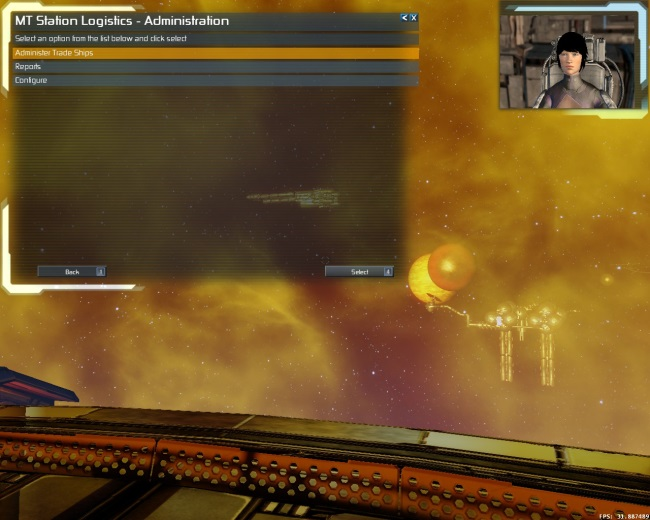 MT Station Logistics - Administration
Select an option from the list below and click select
Administer Trade Ships
Reports
Configure
Back
Select
FPS: 33.887489